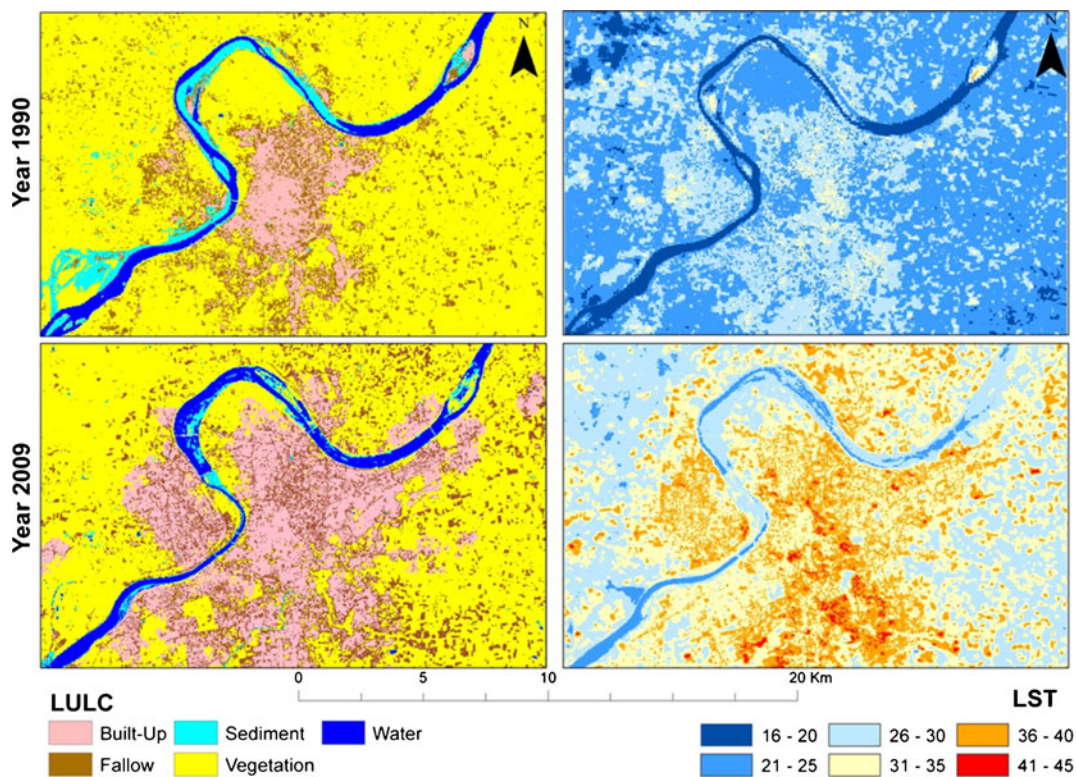 N
N
Year 1990
Year 2009
0 5 10 20 Km
LULC
LST
Built-Up Sediment Water
Fallow Vegetation
16 - 20 26 - 30 36 - 40
21 - 25 31 - 35 41 - 45